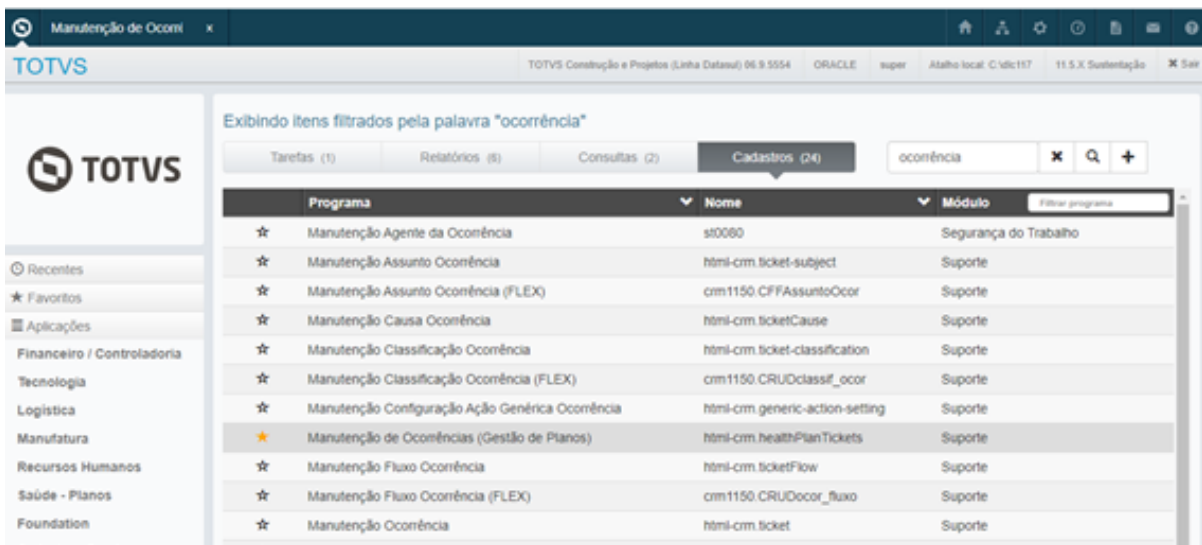 Manutenção de Ocorri x
TOTVS
TOTVS Construção e Projetos (Linha Datasul) 06.9.5554 ORACLE super Atalho local: C:\dlc117 11.5.X Sustentação Sair
TOTVS
Recentes
Favoritos
Aplicações
Financeiro / Controladoria
Tecnologia
Logística
Manufatura
Recursos Humanos
Saúde - Planos
Foundation
Exibindo itens filtrados pela palavra "ocorrência"
Tarefas (1) Relatórios (6) Consultas (2) Cadastros (24) ocorrência
Programa Nome Módulo Filtrar programa
Manutenção Agente da Ocorrência st0080 Segurança do Trabalho
Manutenção Assunto Ocorrência html-crm.ticket-subject Suporte
Manutenção Assunto Ocorrência (FLEX) crm1150.CFFAssuntoOcor Suporte
Manutenção Causa Ocorrência html-crm.ticketCause Suporte
Manutenção Classificação Ocorrência html-crm.ticket-classification Suporte
Manutenção Classificação Ocorrência (FLEX) crm1150.CRUDclassif_ocor Suporte
Manutenção Configuração Ação Genérica Ocorrência html-crm.generic-action-setting Suporte
Manutenção de Ocorrências (Gestão de Planos) html-crm.healthPlanTickets Suporte
Manutenção Fluxo Ocorrência html-crm.ticketFlow Suporte
Manutenção Fluxo Ocorrência (FLEX) crm1150.CRUDocor_fluxo Suporte
Manutenção Ocorrência html-crm.ticket Suporte